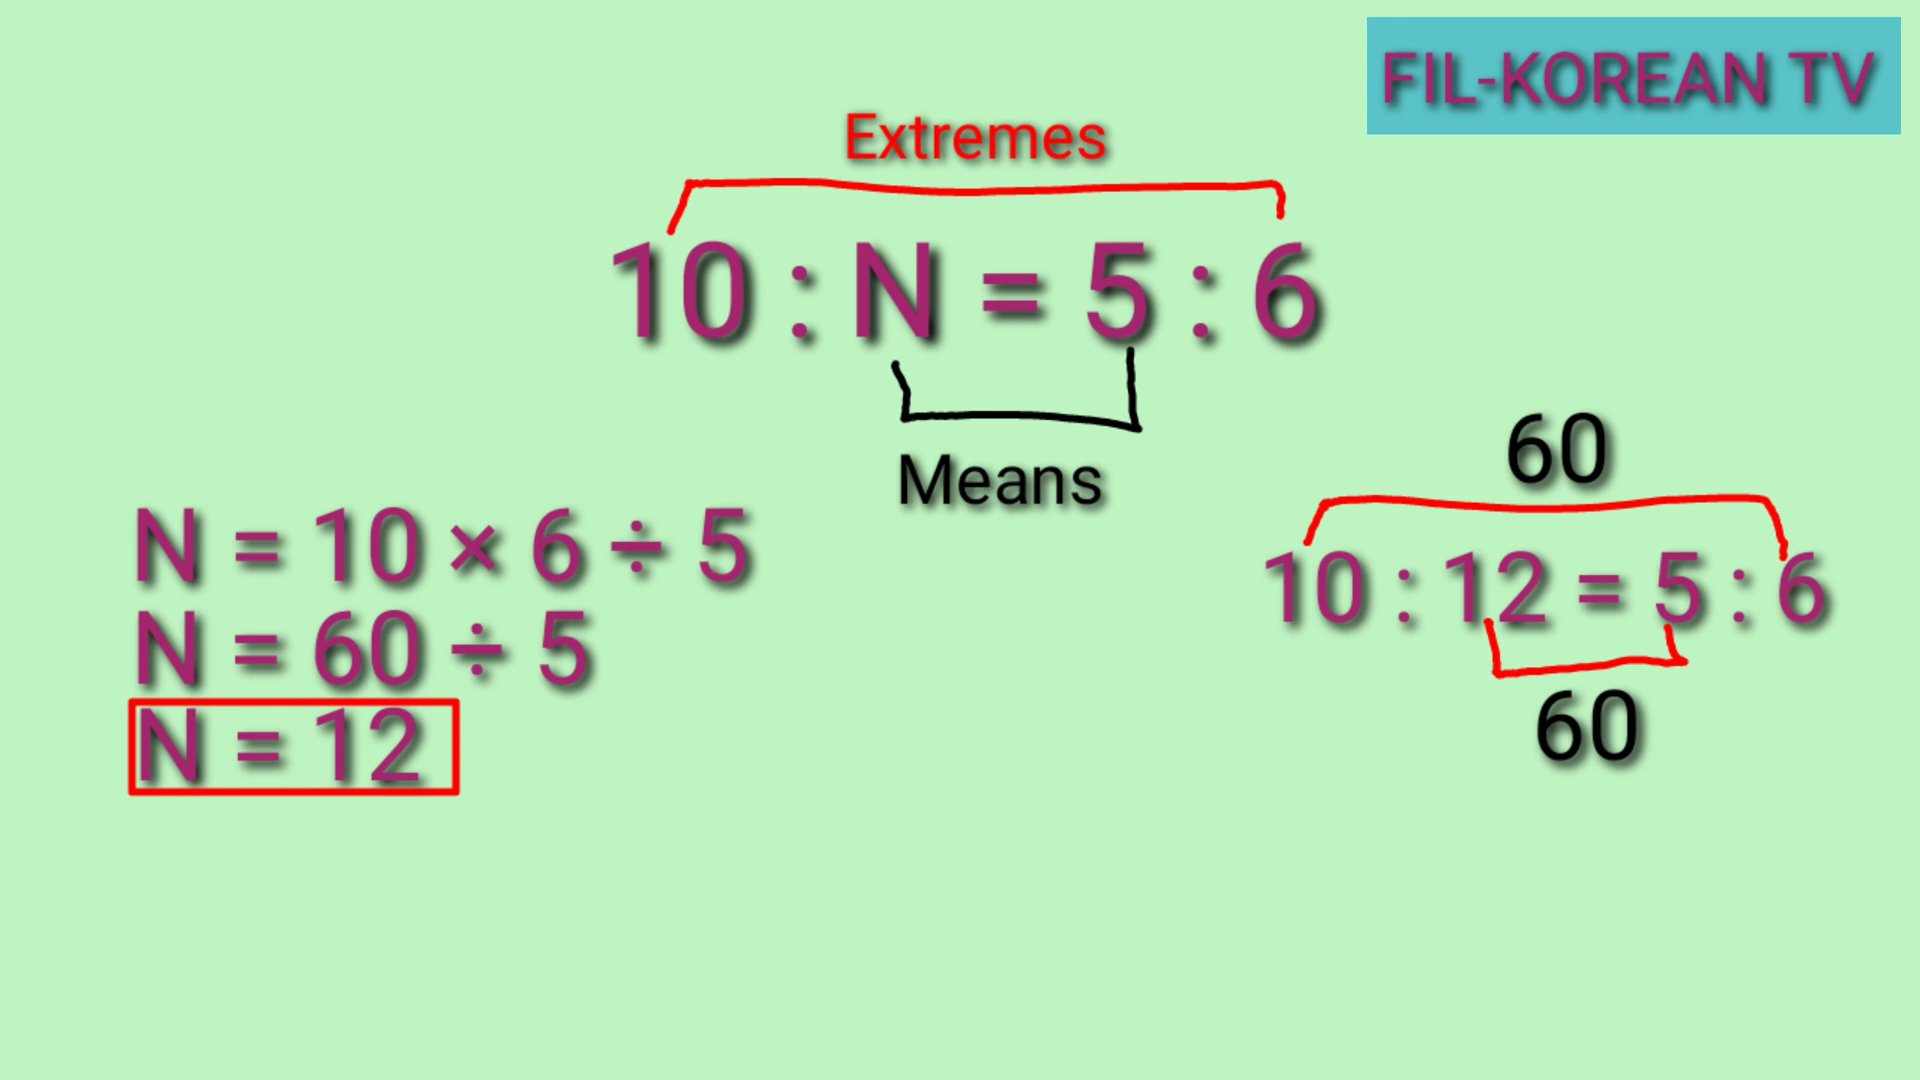 FIL-KOREAN TV
Extremes
10 : N = 5 : 6
Means
N = 10 × 6 ÷ 5
N = 60 ÷ 5
N = 12
60
10 : 12 = 5 : 6
60